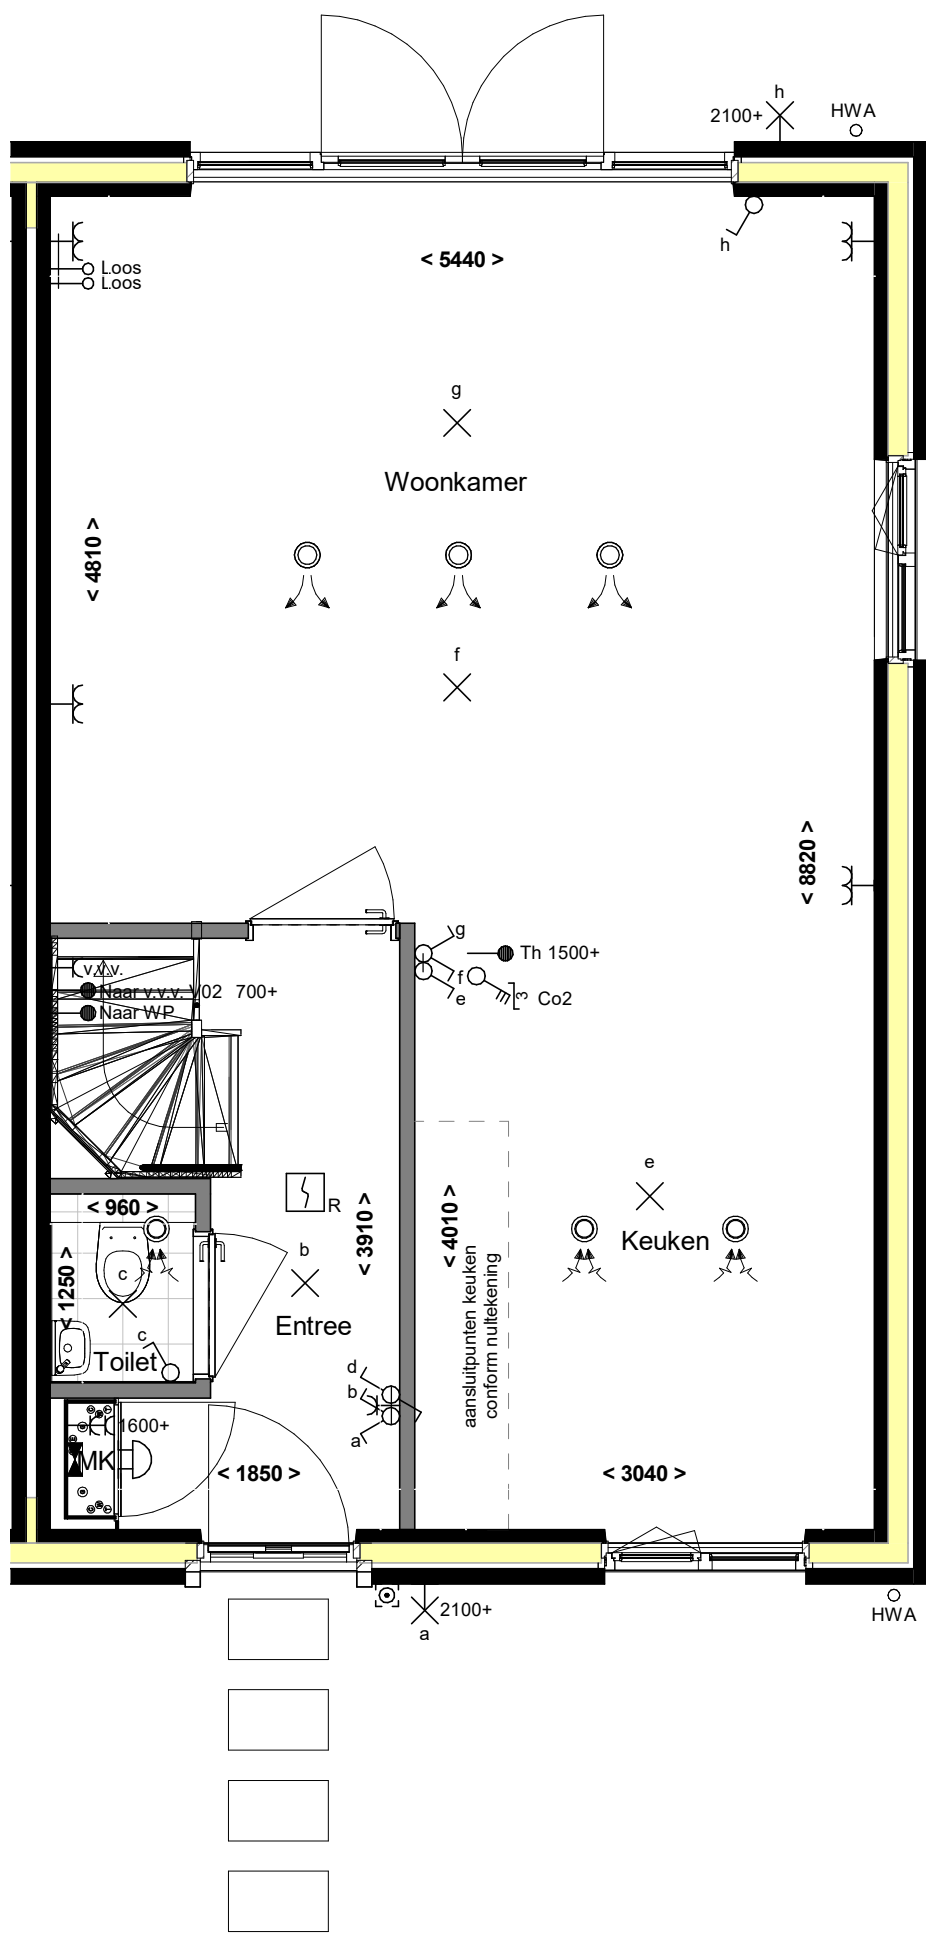 h
2100+
HWA
h
< 5440 >
Loos
Loos
g
Woonkamer
< 4810 >
f
< 8820 >
g
Th 1500+
f
e
3
Co2
v.v.v.
Naar v.v.v. V02 700+
Naar WP
R
e
< 960 >
< 3910 >
< 4010 >
Keuken
b
c
< 1250 >
aansluitpunten keuken
conform nultekening
Entree
c
Toilet
d
b
a
1600+
MK
< 1850 >
< 3040 >
2100+
a
HWA